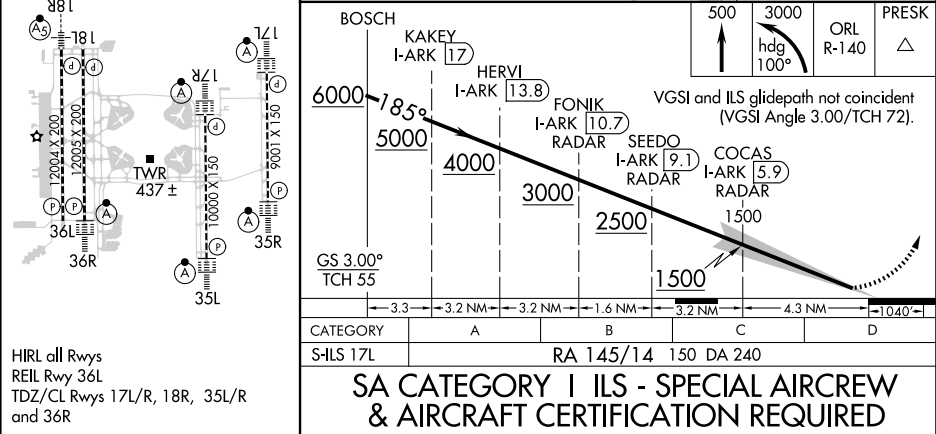 18R
A5
18L
17L
A
P
P
P
17R
A
P
12004 X 200
12005 X 200
9001 X 150
TWR
437 ±
10000 X 150
P
P
A
A
P
36L
36R
35R
P
A
35L
HIRL all Rwys
REIL Rwy 36L
TDZ/CL Rwys 17L/R, 18R, 35L/R
and 36R
500
3000
hdg
100°
ORL
R-140
PRESK
VGSI and ILS glidepath not coincident
(VGSI Angle 3.00/TCH 72).
BOSCH
KAKEY
I-ARK 17
HERVI
I-ARK 13.8
FONIK
I-ARK 10.7
RADAR
SEEDO
I-ARK 9.1
RADAR
COCAS
I-ARK 5.9
RADAR
6000
185°
5000
4000
3000
2500
1500
1500
GS 3.00°
TCH 55
3.3
3.2 NM
3.2 NM
1.6 NM
3.2 NM
4.3 NM
1040'
CATEGORY A B C D
S-ILS 17L RA 145/14 150 DA 240
SA CATEGORY I ILS - SPECIAL AIRCREW
& AIRCRAFT CERTIFICATION REQUIRED